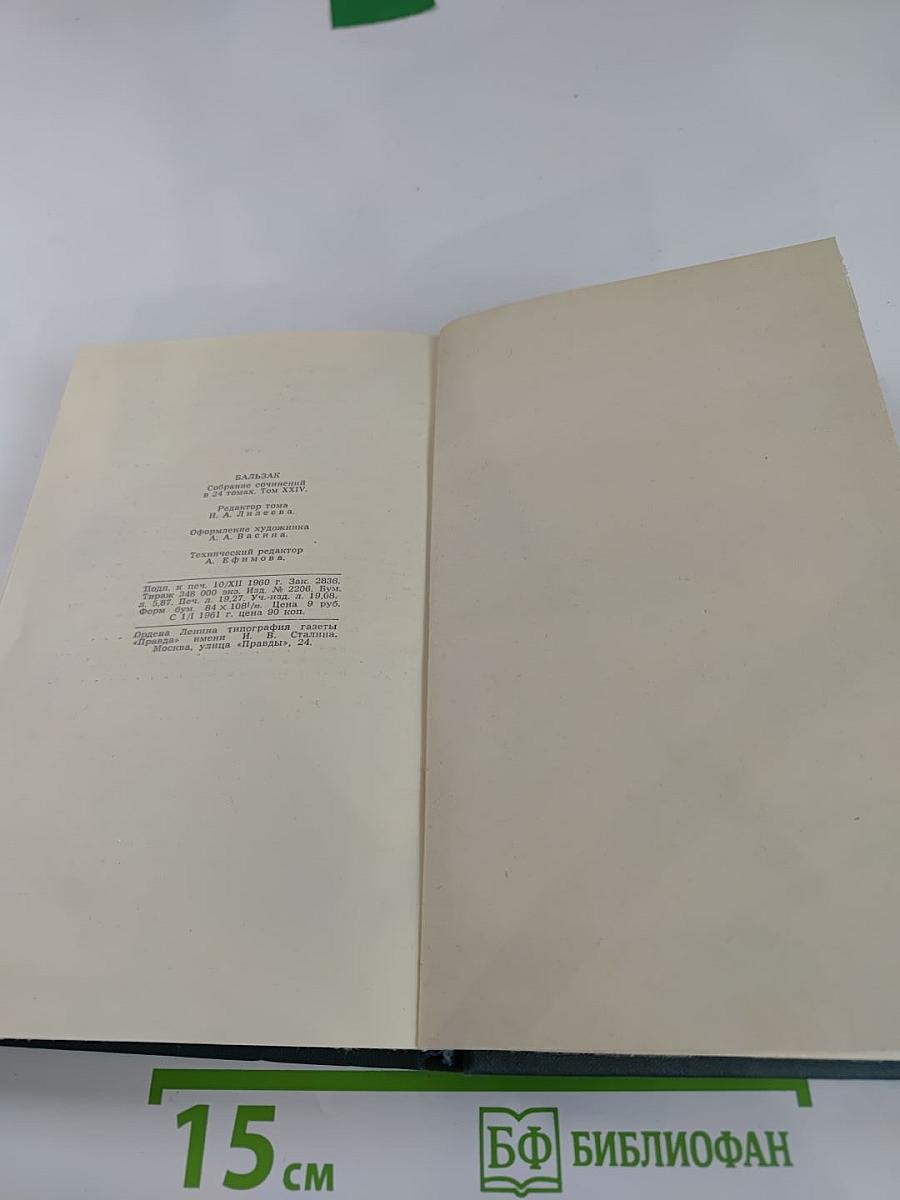 БАЛЬЗАК
Собрание сочинений
в 24 томах. Том XXIV.
Редактор тома
И. А. Лилеева.
Оформление художника
А. А. Васина.
Технический редактор
А. Ефимова.
Подп. к печ. 10/XII 1960 г. Зак. 2836.
Тираж 348 000 экз. Изд. № 2206. Бум.
л. 5,87. Печ. л. 19,27. Уч.-изд. л. 19,08.
Форм бум. 84 × 108¹/₃₂. Цена 9 руб.
С 1/I 1961 г. цена 90 коп.
Ордена Ленина типография газеты
«Правда» имени И. В. Сталина.
Москва, улица «Правды», 24.
15 см
БФ БИБЛИОФАН